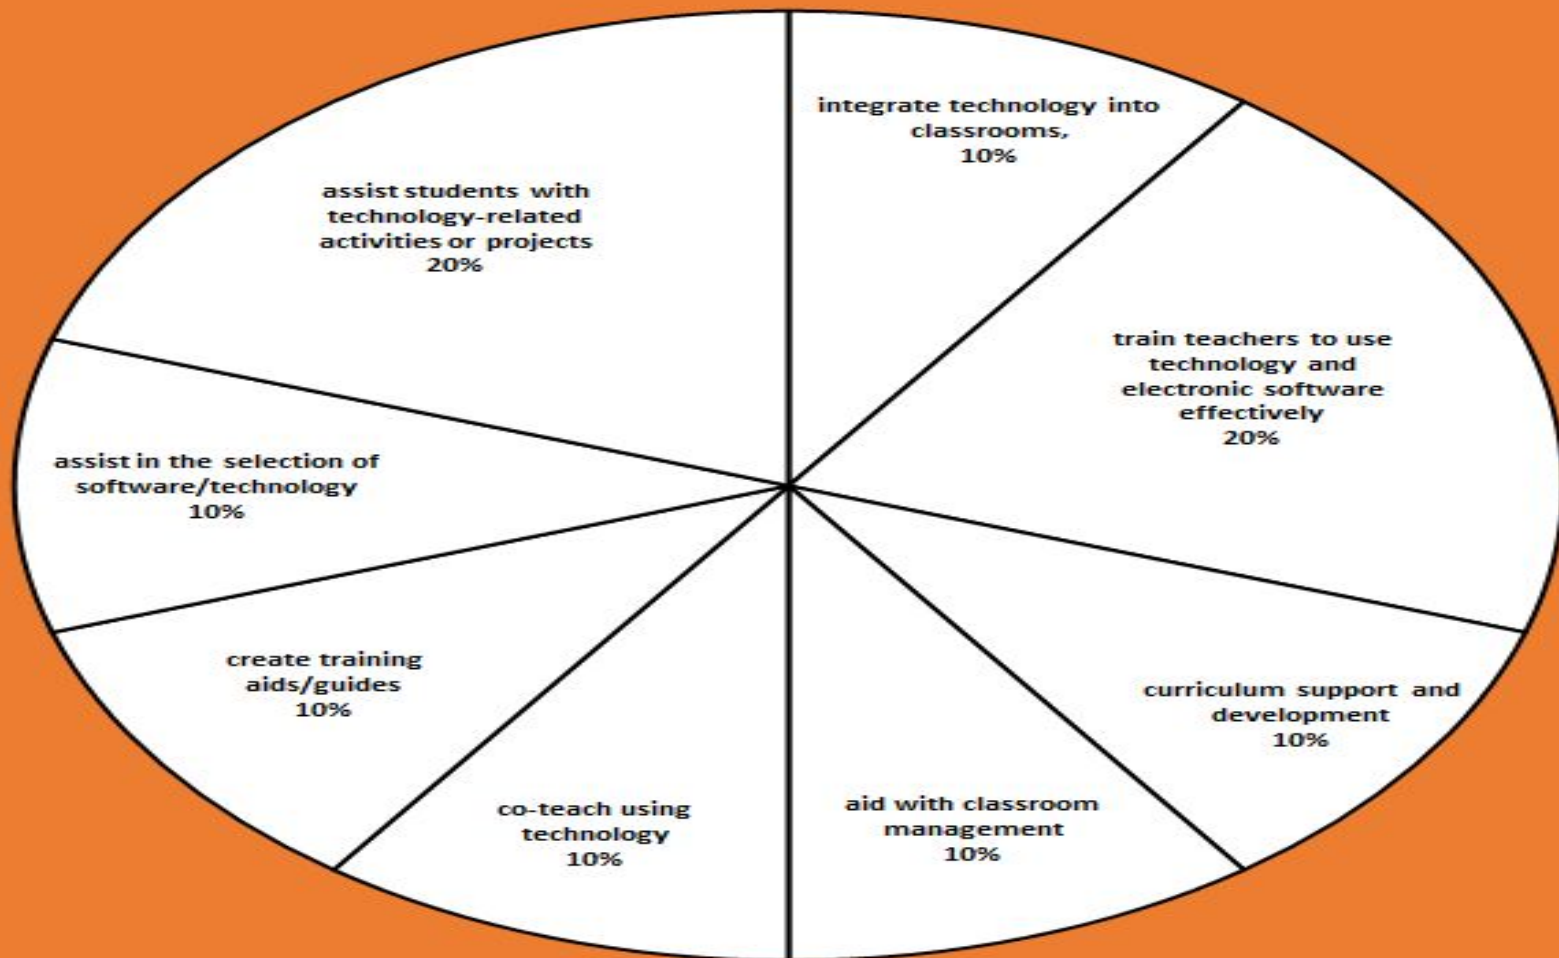 integrate technology into
classrooms,
10%
train teachers to use
technology and
electronic software
effectively
20%
curriculum support and
development
10%
aid with classroom
management
10%
co-teach using
technology
10%
create training
aids/guides
10%
assist in the selection of
software/technology
10%
assist students with
technology-related
activities or projects
20%